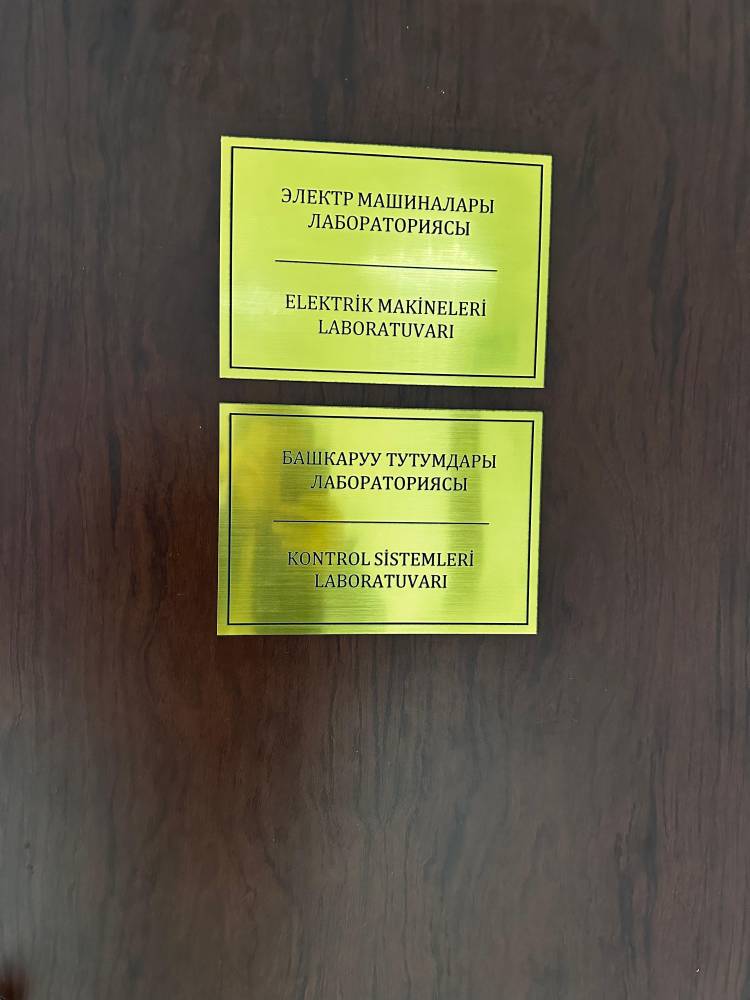 ЭЛЕКТР МАШИНАЛАРЫ
ЛАБОРАТОРИЯСЫ
ELEKTRİK MAKİNELERİ
LABORATUVARI
БАШКАРУУ ТУТУМДАРЫ
ЛАБОРАТОРИЯСЫ
KONTROL SİSTEMLERİ
LABORATUVARI